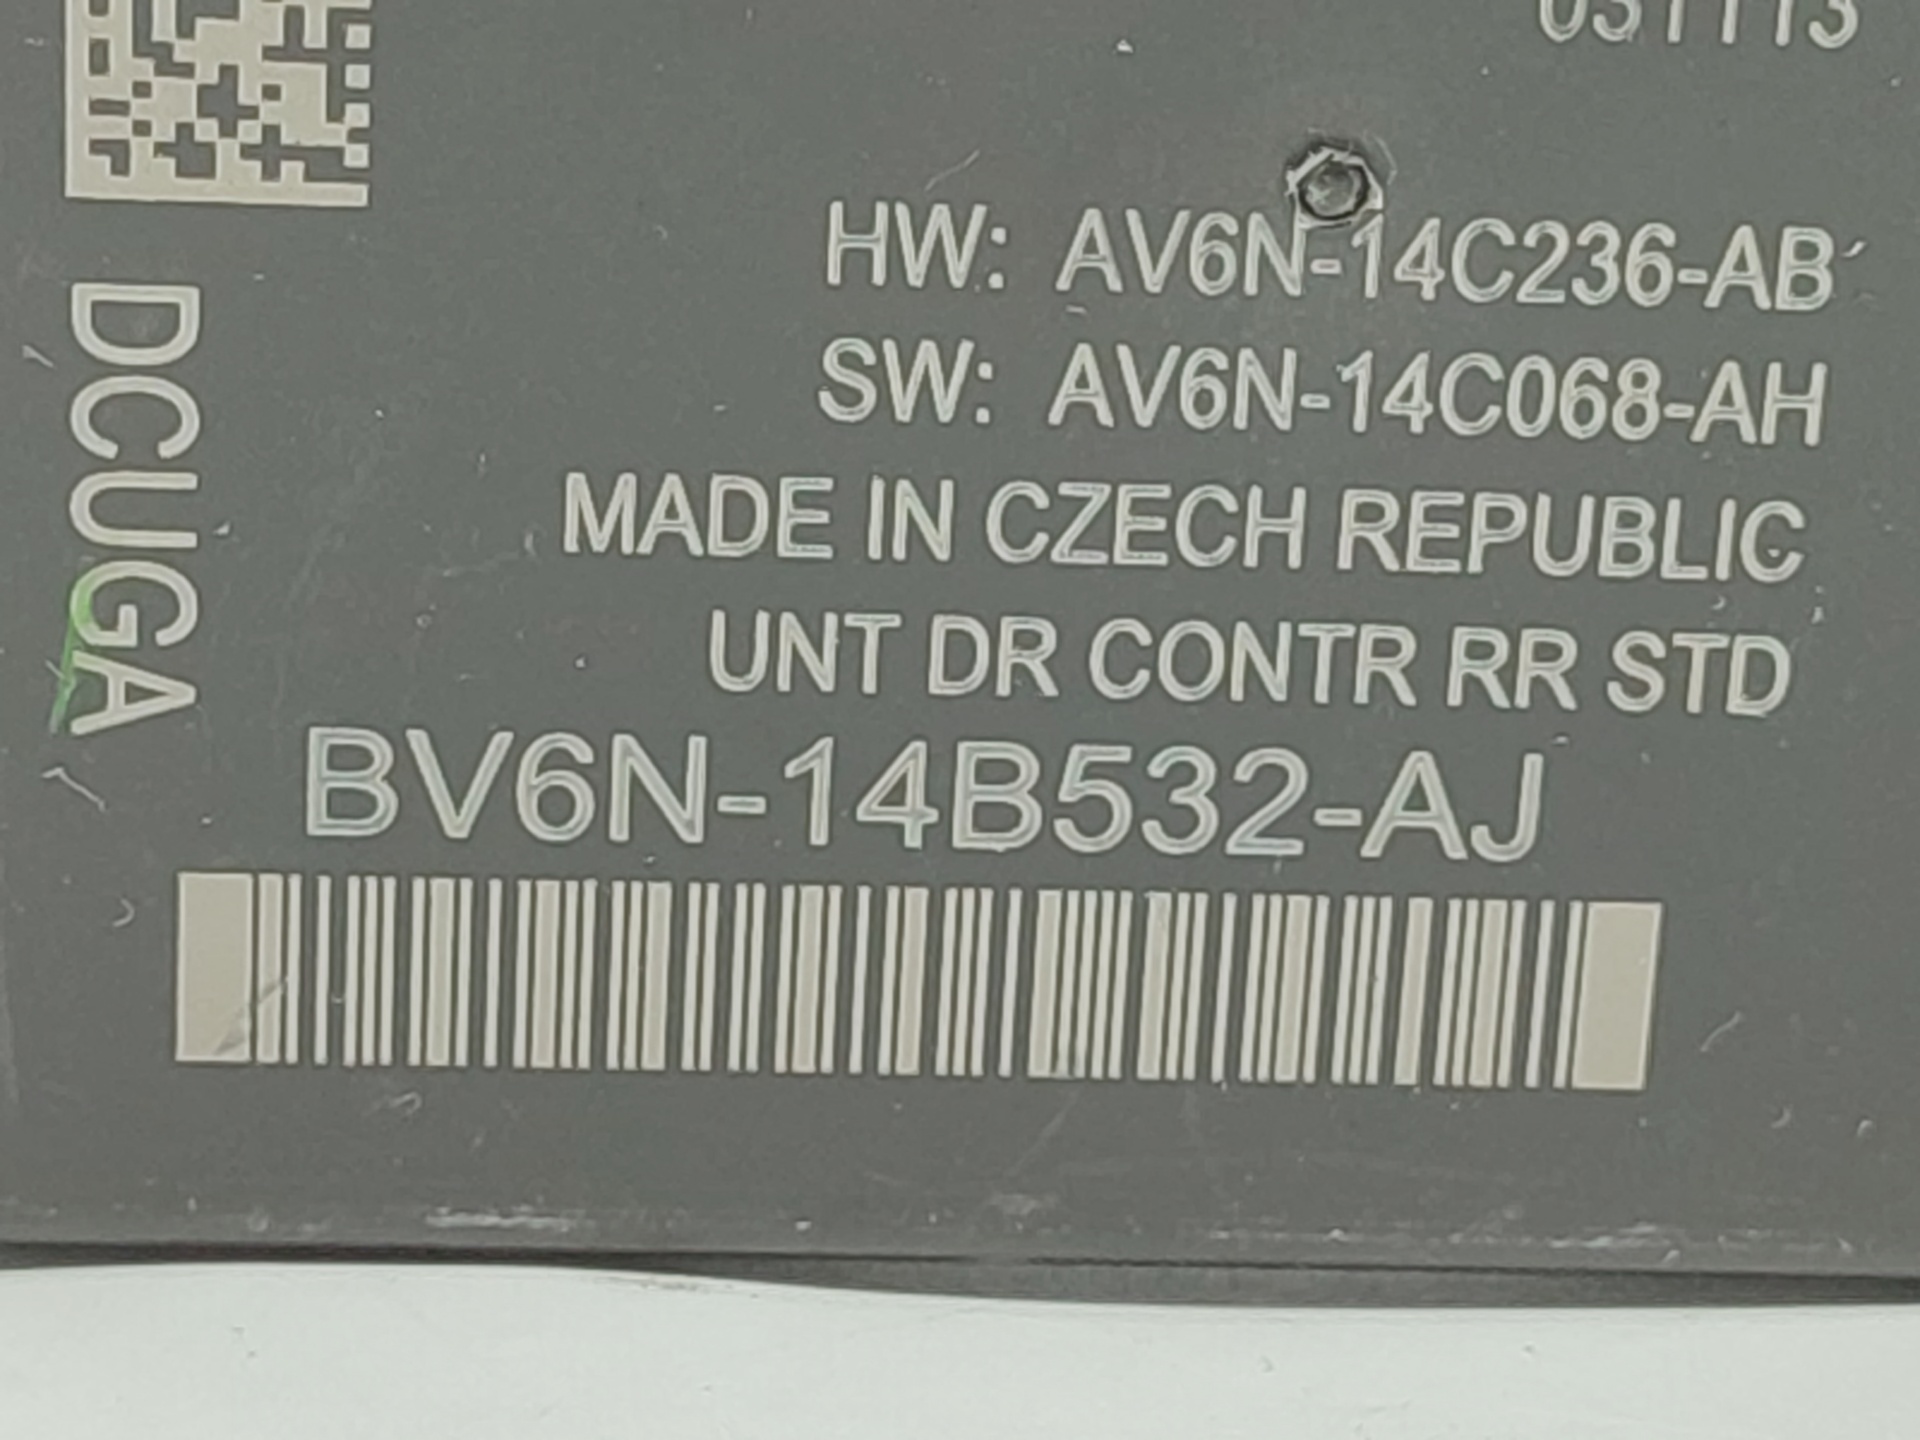 031113
HW: AV6N-14C236-AB
SW: AV6N-14C068-AH
MADE IN CZECH REPUBLIC
UNT DR CONTR RR STD
BV6N-14B532-AJ
DCUGA